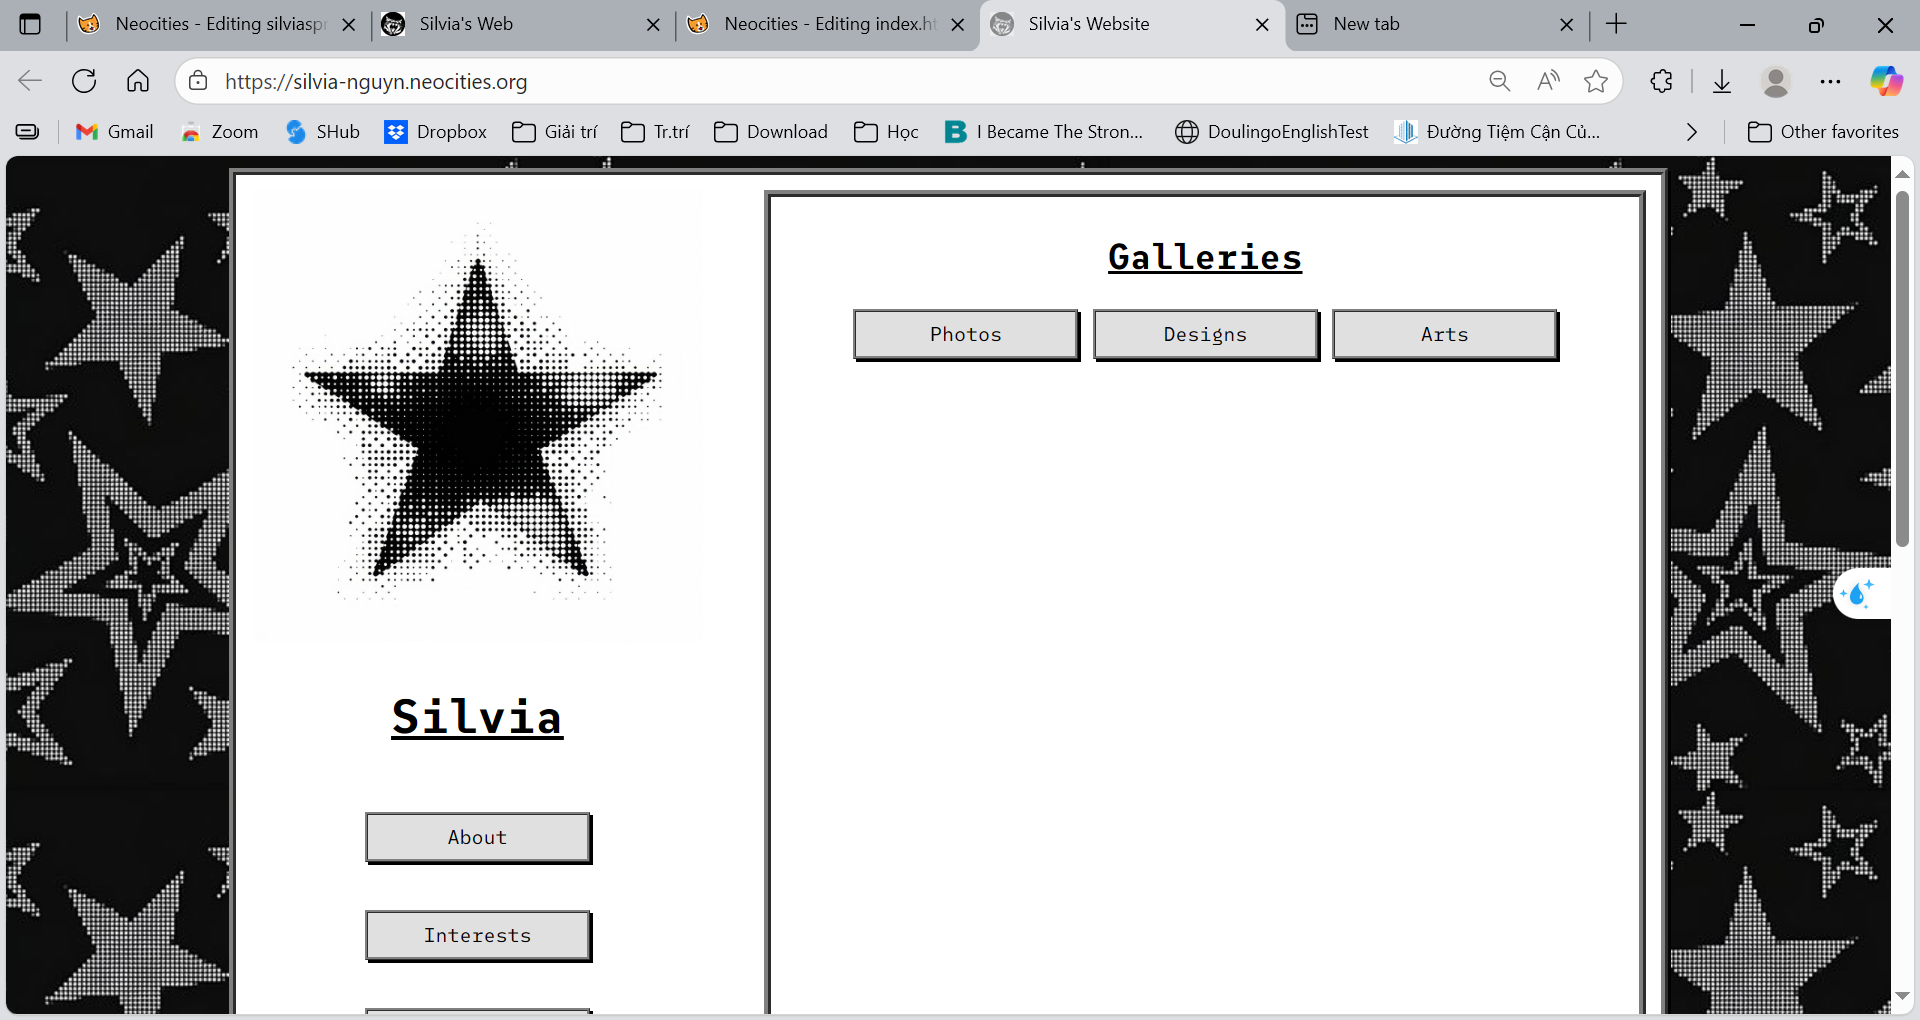 Neocities - Editing silviaspr
Silvia's Web
Neocities - Editing index.ht
Silvia's Website
New tab
https://silvia-nguyn.neocities.org
Gmail
Zoom
SHub
Dropbox
Giải trí
Tr.trí
Download
Học
I Became The Stron...
DoulingoEnglishTest
Đường Tiệm Cận Củ...
Other favorites
Galleries
Photos
Designs
Arts
Silvia
About
Interests